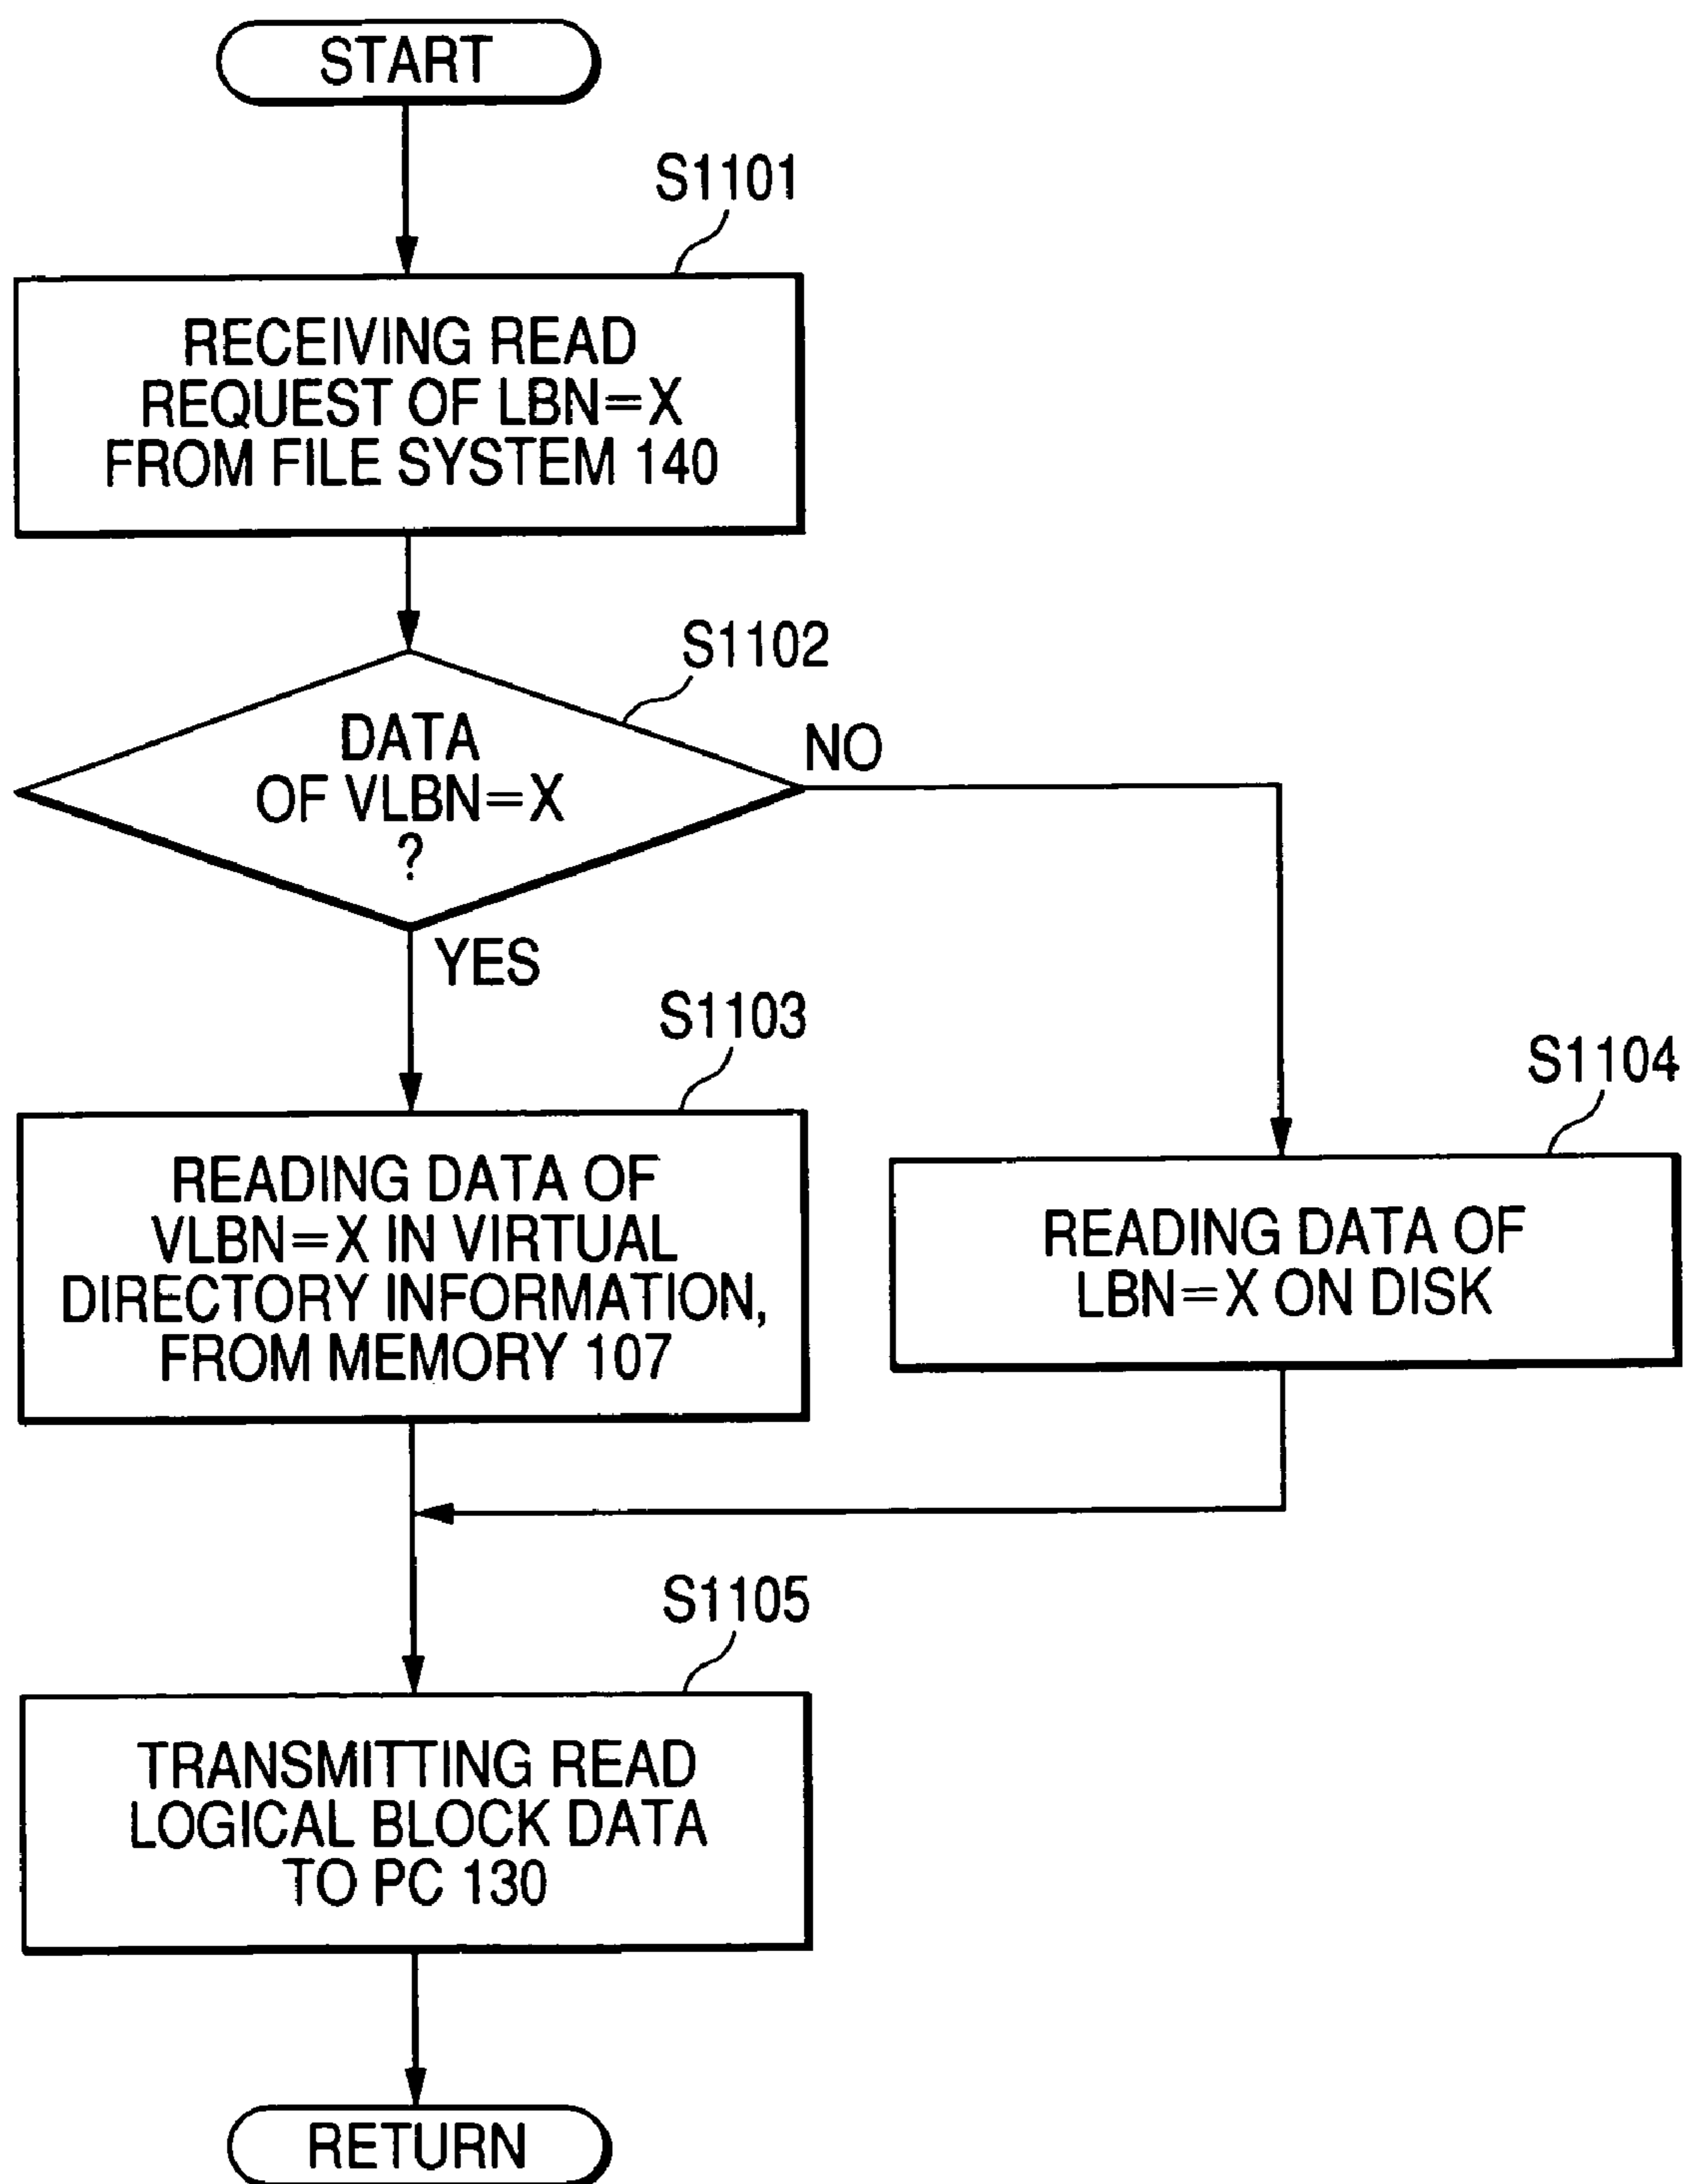 START
S1101
RECEIVING READ
REQUEST OF LBN=X
FROM FILE SYSTEM 140
S1102
DATA
OF VLBN=X
?
NO
YES
S1103
READING DATA OF
VLBN=X IN VIRTUAL
DIRECTORY INFORMATION,
FROM MEMORY 107
S1104
READING DATA OF
LBN=X ON DISK
S1105
TRANSMITTING READ
LOGICAL BLOCK DATA
TO PC 130
RETURN